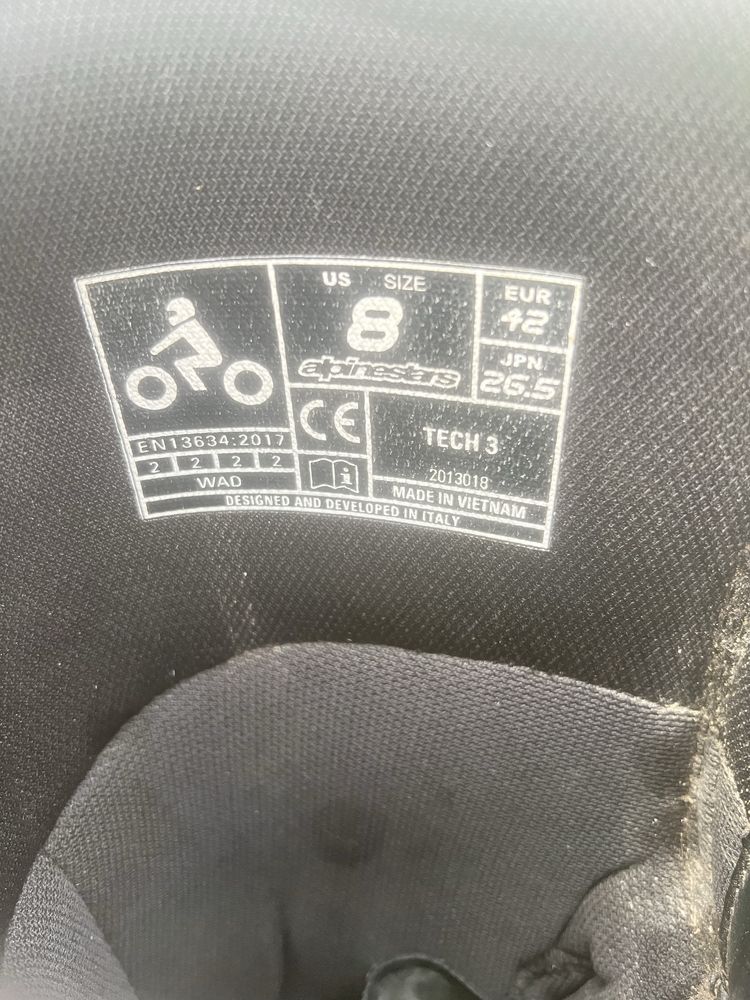 US SIZE
8
alpinestars
EUR
42
JPN
26.5
EN13634:2017
2 2 2 2
WAD
CE
i
TECH 3
2013018
MADE IN VIETNAM
DESIGNED AND DEVELOPED IN ITALY